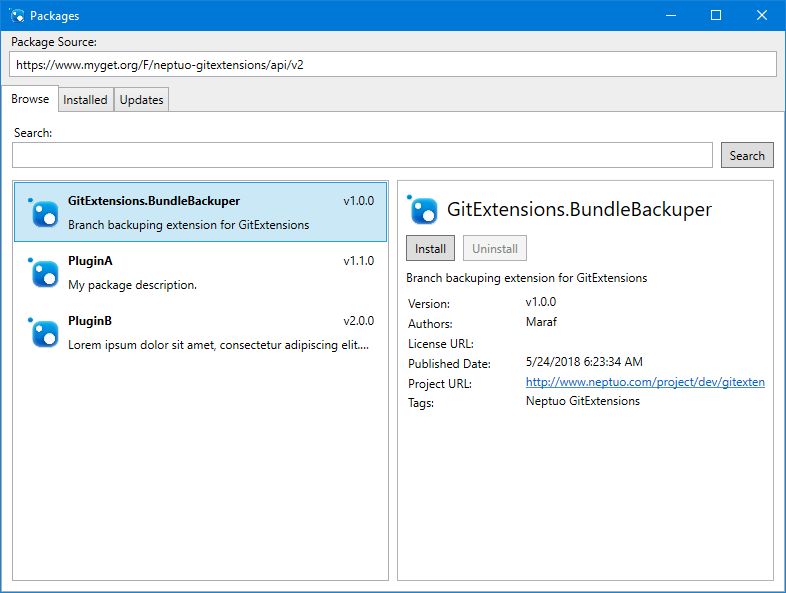 Packages
Package Source:
https://www.myget.org/F/neptuo-gitextensions/api/v2
Browse Installed Updates
Search:
Search
GitExtensions.BundleBackuper v1.0.0
Branch backuping extension for GitExtensions
PluginA v1.1.0
My package description.
PluginB v2.0.0
Lorem ipsum dolor sit amet, consectetur adipiscing elit....
GitExtensions.BundleBackuper
Install Uninstall
Branch backuping extension for GitExtensions
Version: v1.0.0
Authors: Maraf
License URL:
Published Date: 5/24/2018 6:23:34 AM
Project URL: http://www.neptuo.com/project/dev/gitexten
Tags: Neptuo GitExtensions